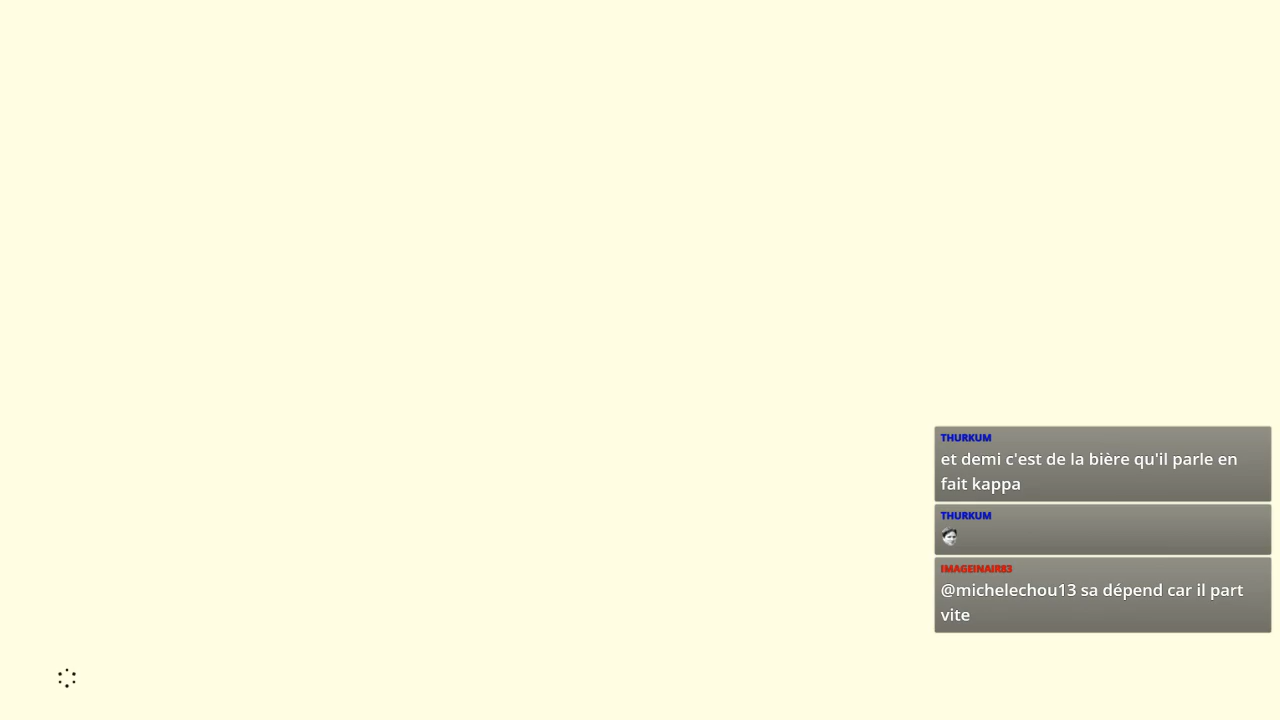 THURKUM
et demi c'est de la bière qu'il parle en
fait kappa
THURKUM
IMAGEINAIR83
@michelechou13 sa dépend car il part
vite